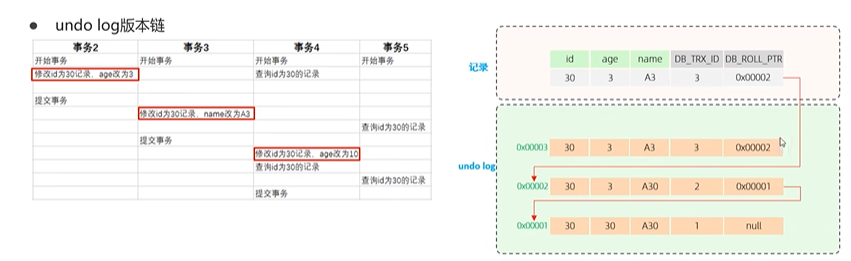 ● undo log版本链
事务2 事务3 事务4 事务5
开始事务 开始事务 开始事务 开始事务
修改id为30记录，age改为3 查询id为30的记录
提交事务
修改id为30记录，name改为A3
查询id为30的记录
提交事务
修改id为30记录，age改为10
查询id为30的记录
查询id为30的记录
提交事务
记录
id age name DB_TRX_ID DB_ROLL_PTR
30 3 A3 3 0x00002
undo log
0x00003 30 3 A3 3 0x00002
0x00002 30 3 A30 2 0x00001
0x00001 30 30 A30 1 null